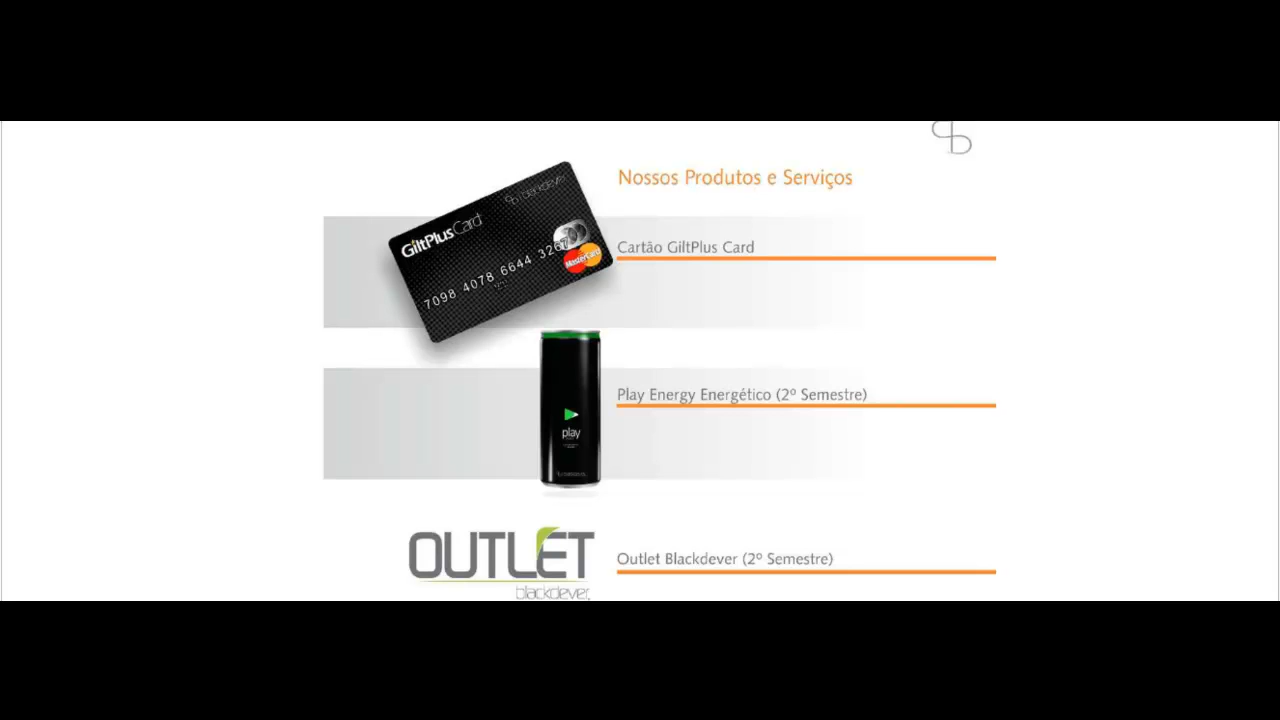 Nossos Produtos e Serviços
blackdever
GiltPlus Card
7098 4078 6644 3267
MasterCard
Cartão GiltPlus Card
Play Energy Energético (2º Semestre)
play
OUTLET
blackdever
Outlet Blackdever (2º Semestre)